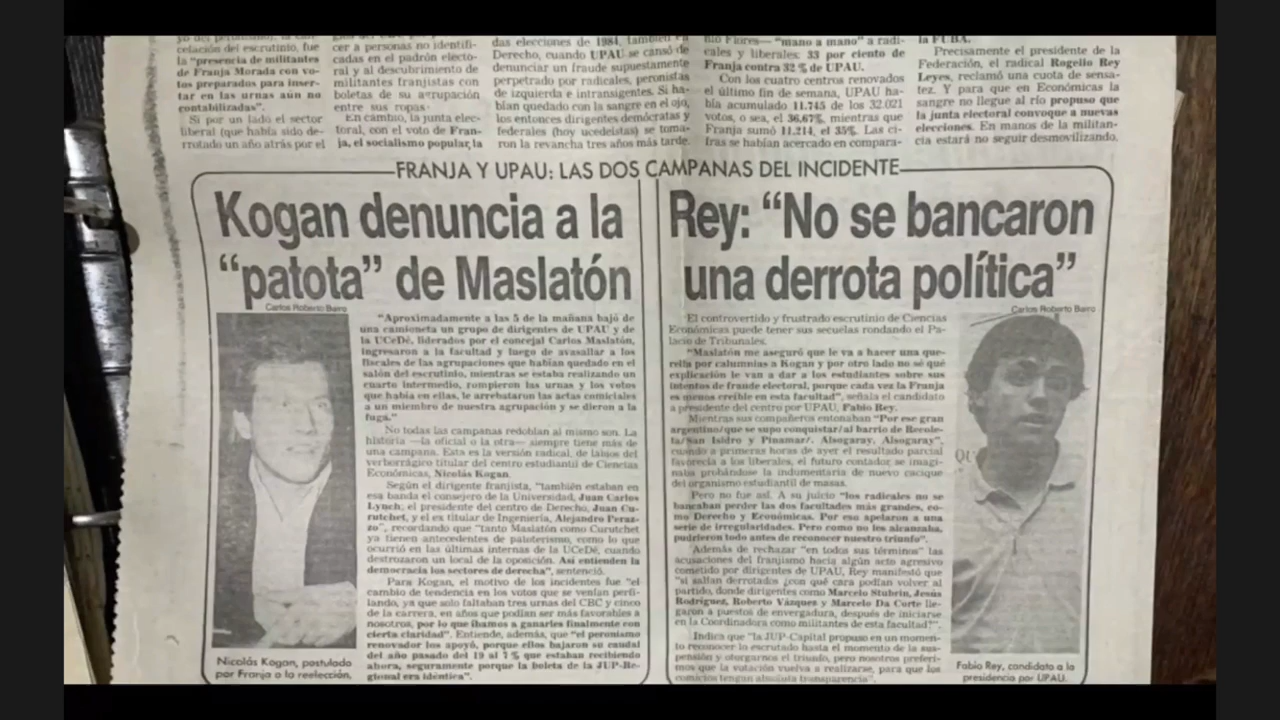 celación del escrutinio, fue
la "presencia de militantes
de Franja Morada con vo-
tos preparados para inser-
tar en las urnas aún no
contabilizadas".
Si por un lado el sector
liberal (que había sido de-
rrotado un año atrás por el
cer a personas no identifi-
cadas en el padrón electo-
ral y al descubrimiento de
militantes franjistas con
boletas de su agrupación
entre sus ropas.
En cambio, la junta elec-
toral, con el voto de Fran-
ja, el socialismo popular, la
das elecciones de 1984, también en
Derecho, cuando UPAU se cansó de
denunciar un fraude supuestamente
perpetrado por radicales, peronistas
de izquierda e intransigentes. Si ha-
bían quedado con la sangre en el ojo,
los entonces dirigentes demócratas y
federales (hoy ucedeístas) se toma-
ron la revancha tres años más tarde.
Flores— "mano a mano" a radi-
cales y liberales: 33 por ciento de
Franja contra 32 % de UPAU.
Con los cuatro centros renovados
el último fin de semana, UPAU ha-
bía acumulado 11.745 de los 32.021
votos, o sea, el 36,67%, mientras que
Franja sumó 11.214, el 35%. Las ci-
fras se habían acercado en compara-
la FUBA.
Precisamente el presidente de la
Federación, el radical Rogelio Rey
Leyes, reclamó una cuota de sensa-
tez. Y para que en Económicas la
sangre no llegue al río propuso que
la junta electoral convoque a nuevas
elecciones. En manos de la militan-
cia estará no seguir desmovilizando.
FRANJA Y UPAU: LAS DOS CAMPANAS DEL INCIDENTE
Kogan denuncia a la
"patota" de Maslatón
Carlos Roberto Bairo
"Aproximadamente a las 5 de la mañana bajó de
una camioneta un grupo de dirigentes de UPAU y de
la UCeDé, liderados por el concejal Carlos Maslatón,
ingresaron a la facultad y luego de avasallar a los
fiscales de las agrupaciones que habían quedado en el
salón del escrutinio, mientras se estaba realizando un
cuarto intermedio, rompieron las urnas y los votos
que había en ellas, le arrebataron las actas comiciales
a un miembro de nuestra agrupación y se dieron a la
fuga."
No todas las campanas redoblan al mismo son. La
historia —la oficial o la otra— siempre tiene más de
una campana. Esta es la versión radical, de labios del
verborrágico titular del centro estudiantil de Ciencias
Económicas, Nicolás Kogan.
Según el dirigente franjista, "también estaban en
esa banda el consejero de la Universidad, Juan Carlos
Lynch; el presidente del centro de Derecho, Juan Cu-
rutchet, y el ex titular de Ingeniería, Alejandro Peraz-
zo", recordando que "tanto Maslatón como Curutchet
ya tienen antecedentes de patoterismo, como lo que
ocurrió en las últimas internas de la UCeDé, cuando
destrozaron un local de la oposición. Así entienden la
democracia los sectores de derecha", sentenció.
Para Kogan, el motivo de los incidentes fue "el
cambio de tendencia en los votos que se venían perfi-
lando, ya que solo faltaban tres urnas del CBC y cinco
de la carrera, en años que podían ser más favorables a
nosotros, por lo que íbamos a ganarles finalmente con
cierta claridad". Entiende, además, que "el peronismo
renovador los apoyó, porque ellos bajaron su caudal
del año pasado del 19 al 7 % que estaban recibiendo
ahora, seguramente porque la boleta de la JUP-Re-
gional era idéntica".
Nicolás Kogan, postulado
por Franja a la reelección.
Rey: "No se bancaron
una derrota política"
Carlos Roberto Bairo
El controvertido y frustrado escrutinio de Ciencias
Económicas puede tener sus secuelas rondando el Pa-
lacio de Tribunales.
"Maslatón me aseguró que le va a hacer una que-
rella por calumnias a Kogan y por otro lado no sé qué
explicación le van a dar a los estudiantes sobre sus
intentos de fraude electoral, porque cada vez la Franja
es menos creíble en esta facultad", señala el candidato
a presidente del centro por UPAU, Fabio Rey.
Mientras sus compañeros entonaban "Por ese gran
argentino/que se supo conquistar/al barrio de Recole-
ta/San Isidro y Pinamar/. Alsogaray, Alsogaray",
cuando a primeras horas de ayer el resultado parcial
favorecía a los liberales, el futuro contador se imagi-
naba probándose la indumentaria de nuevo cacique
del organismo estudiantil de masas.
Pero no fue así. A su juicio "los radicales no se
bancaban perder las dos facultades más grandes, co-
mo Derecho y Económicas. Por eso apelaron a una
serie de irregularidades. Pero como no les alcanzaba,
pudrieron todo antes de reconocer nuestro triunfo".
Además de rechazar "en todos sus términos" las
acusaciones del franjismo hacia algún acto agresivo
cometido por dirigentes de UPAU, Rey manifestó que
"si salían derrotados ¿con qué cara podían volver al
partido, donde dirigentes como Marcelo Stubrin, Jesús
Rodríguez, Roberto Vázquez y Marcelo Da Corte lle-
garon a puestos de envergadura, después de iniciarse
en la Coordinadora como militantes de esta facultad?".
Indica que "la JUP-Capital propuso en un momen-
to reconocer lo escrutado hasta el momento de la sus-
pensión y otorgarnos el triunfo, pero nosotros preferi-
mos que la votación vuelva a realizarse, para que los
comicios tengan absoluta transparencia".
Fabio Rey, candidato a la
presidencia por UPAU.